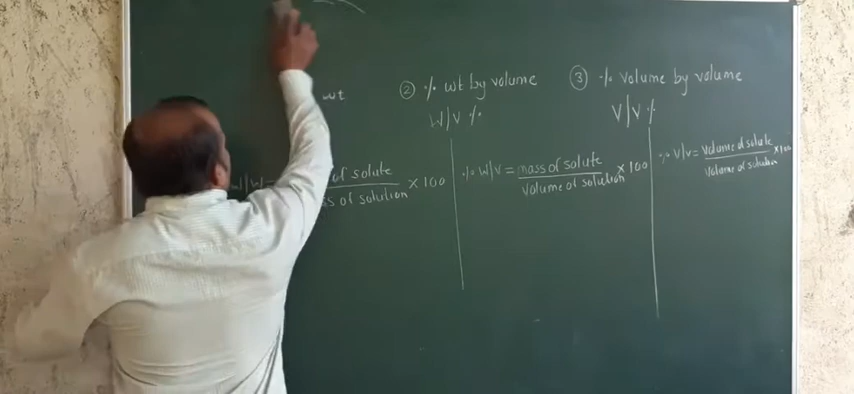 wt
② % wt by volume
W|V %
③ % volume by volume
V|V %
W|W = of solute / of solution × 100
% W|V = mass of solute / volume of solution × 100
% V|V = volume of solute / volume of solution × 100